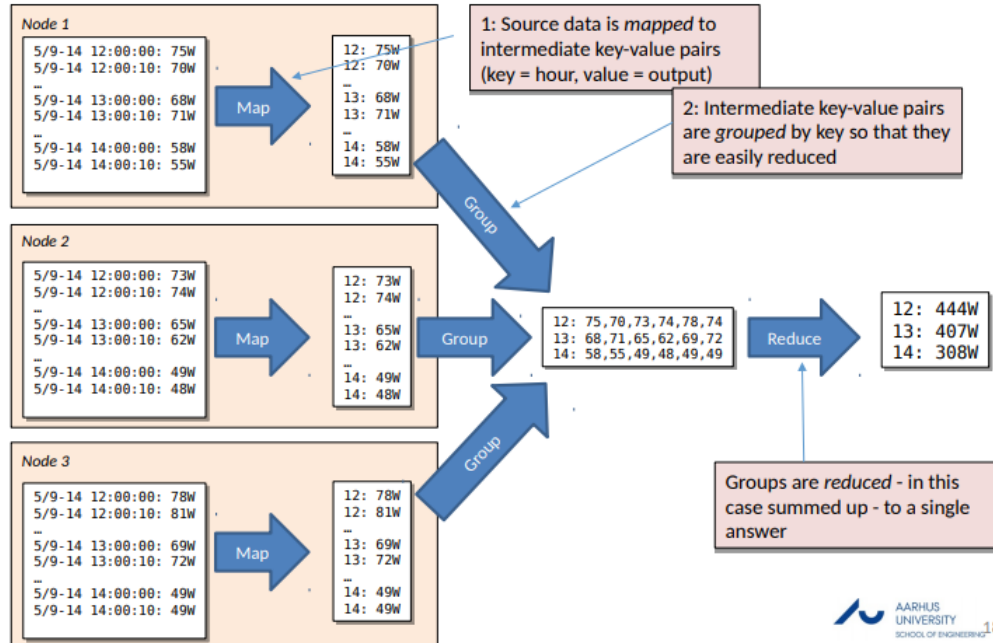 Node 1
5/9-14 12:00:00: 75W
5/9-14 12:00:10: 70W
…
5/9-14 13:00:00: 68W
5/9-14 13:00:10: 71W
…
5/9-14 14:00:00: 58W
5/9-14 14:00:10: 55W
Map
12: 75W
12: 70W
…
13: 68W
13: 71W
…
14: 58W
14: 55W
1: Source data is mapped to
intermediate key-value pairs
(key = hour, value = output)
2: Intermediate key-value pairs
are grouped by key so that they
are easily reduced
Group
Node 2
5/9-14 12:00:00: 73W
5/9-14 12:00:10: 74W
…
5/9-14 13:00:00: 65W
5/9-14 13:00:10: 62W
…
5/9-14 14:00:00: 49W
5/9-14 14:00:10: 48W
Map
12: 73W
12: 74W
…
13: 65W
13: 62W
…
14: 49W
14: 48W
Group
12: 75,70,73,74,78,74
13: 68,71,65,62,69,72
14: 58,55,49,48,49,49
Reduce
12: 444W
13: 407W
14: 308W
Node 3
5/9-14 12:00:00: 78W
5/9-14 12:00:10: 81W
…
5/9-14 13:00:00: 69W
5/9-14 13:00:10: 72W
…
5/9-14 14:00:00: 49W
5/9-14 14:00:10: 49W
Map
12: 78W
12: 81W
…
13: 69W
13: 72W
…
14: 49W
14: 49W
Group
Groups are reduced - in this
case summed up - to a single
answer
AARHUS
UNIVERSITY
SCHOOL OF ENGINEERING